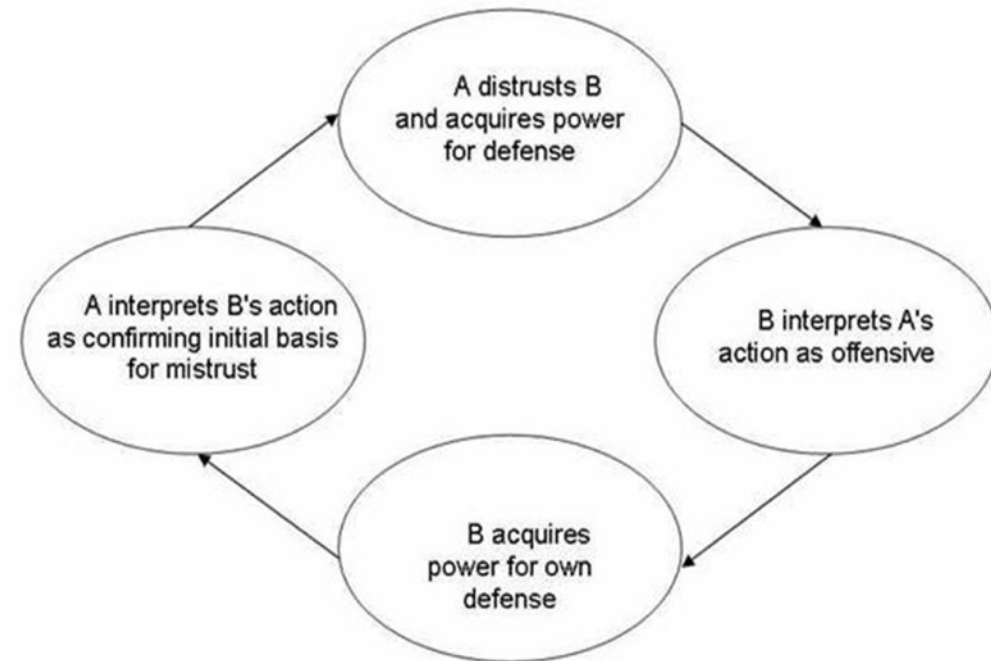 A distrusts B
and acquires power
for defense
B interprets A's
action as offensive
B acquires
power for own
defense
A interprets B's action
as confirming initial basis
for mistrust